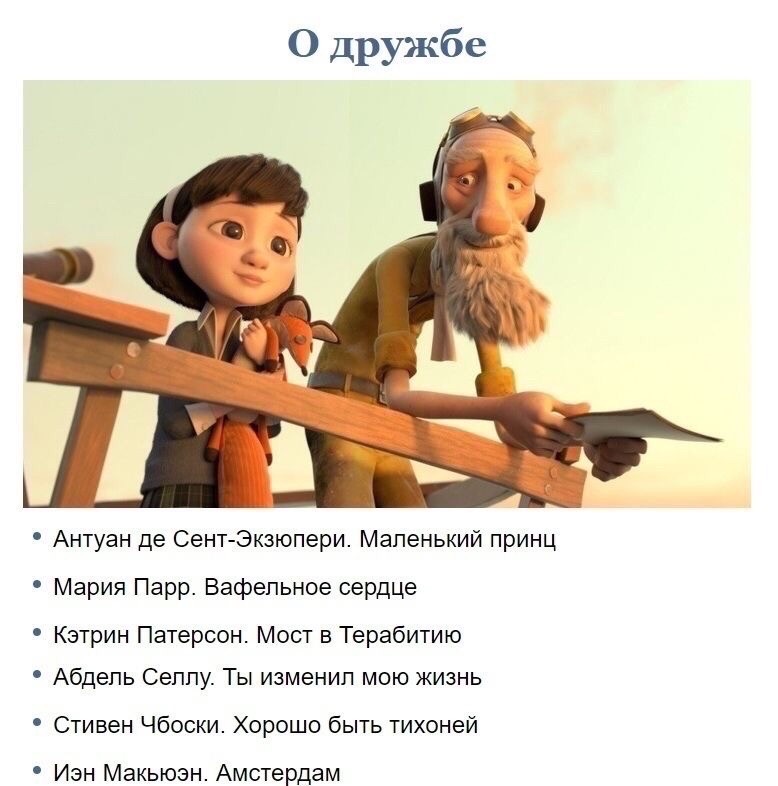 О дружбе
• Антуан де Сент-Экзюпери. Маленький принц
• Мария Парр. Вафельное сердце
• Кэтрин Патерсон. Мост в Терабитию
• Абдель Селлу. Ты изменил мою жизнь
• Стивен Чбоски. Хорошо быть тихоней
• Иэн Макьюэн. Амстердам